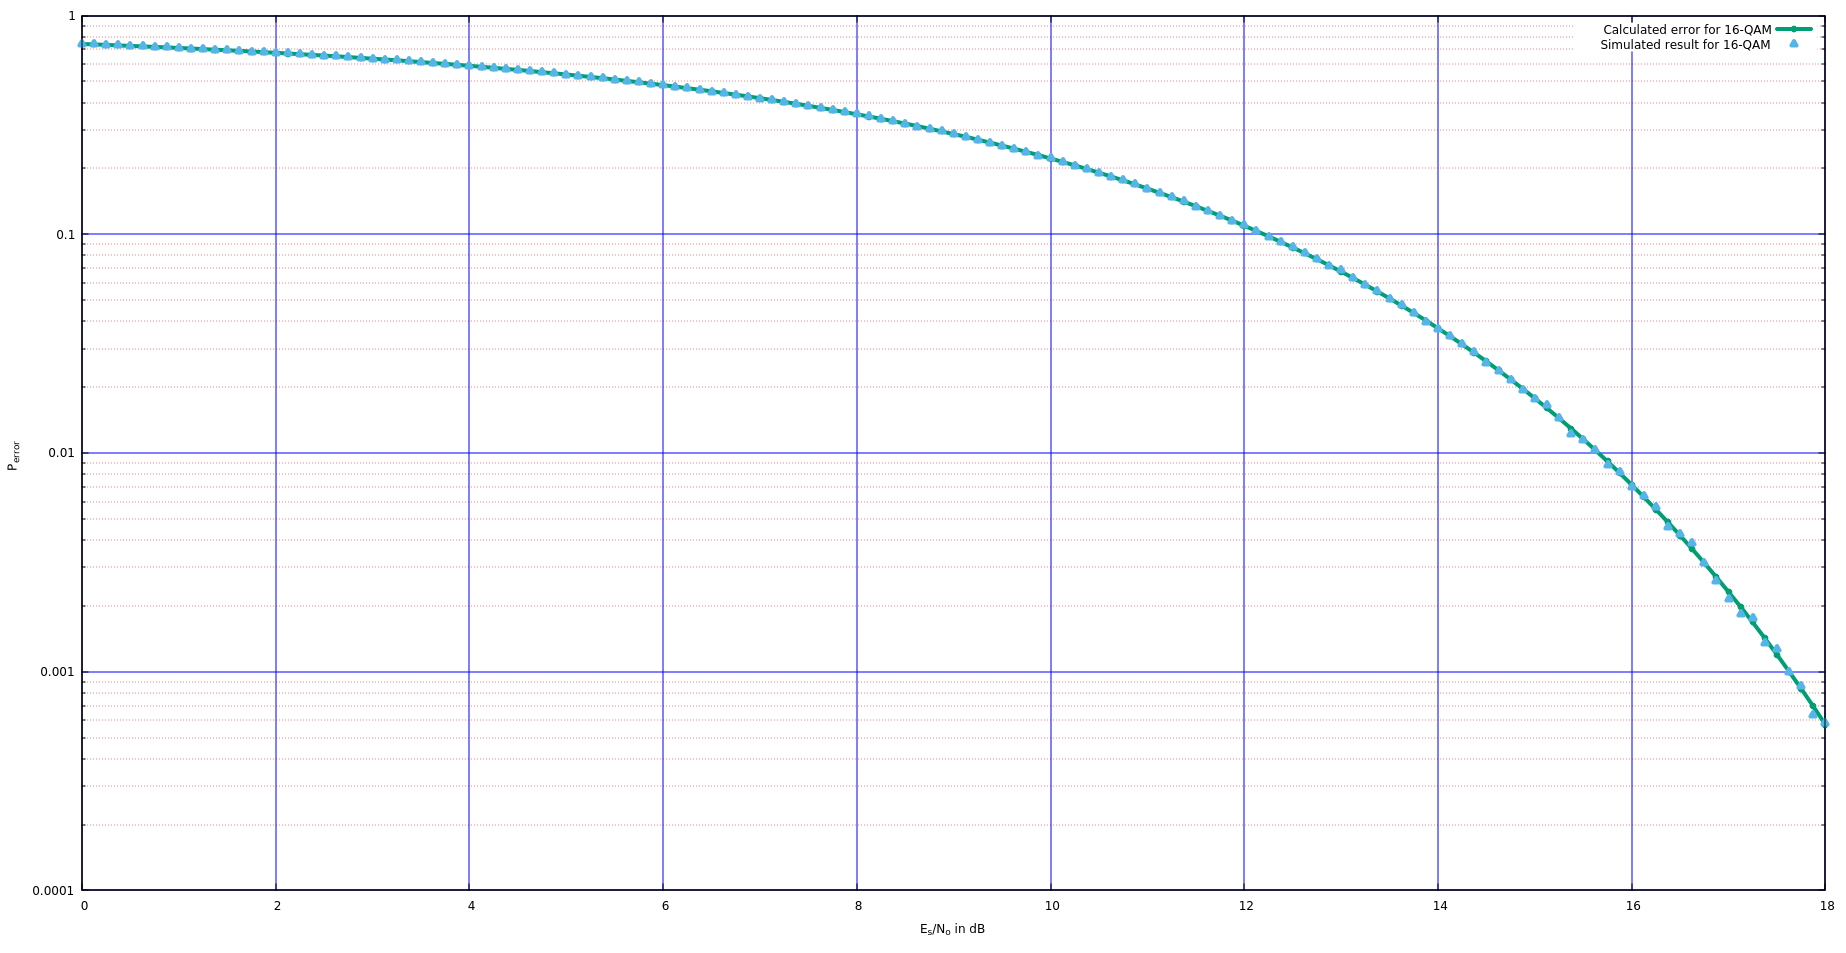 1
Calculated error for 16-QAM
Simulated result for 16-QAM
0.1
0.01
Perror
0.001
0.0001
0 2 4 6 8 10 12 14 16 18
Es/No in dB